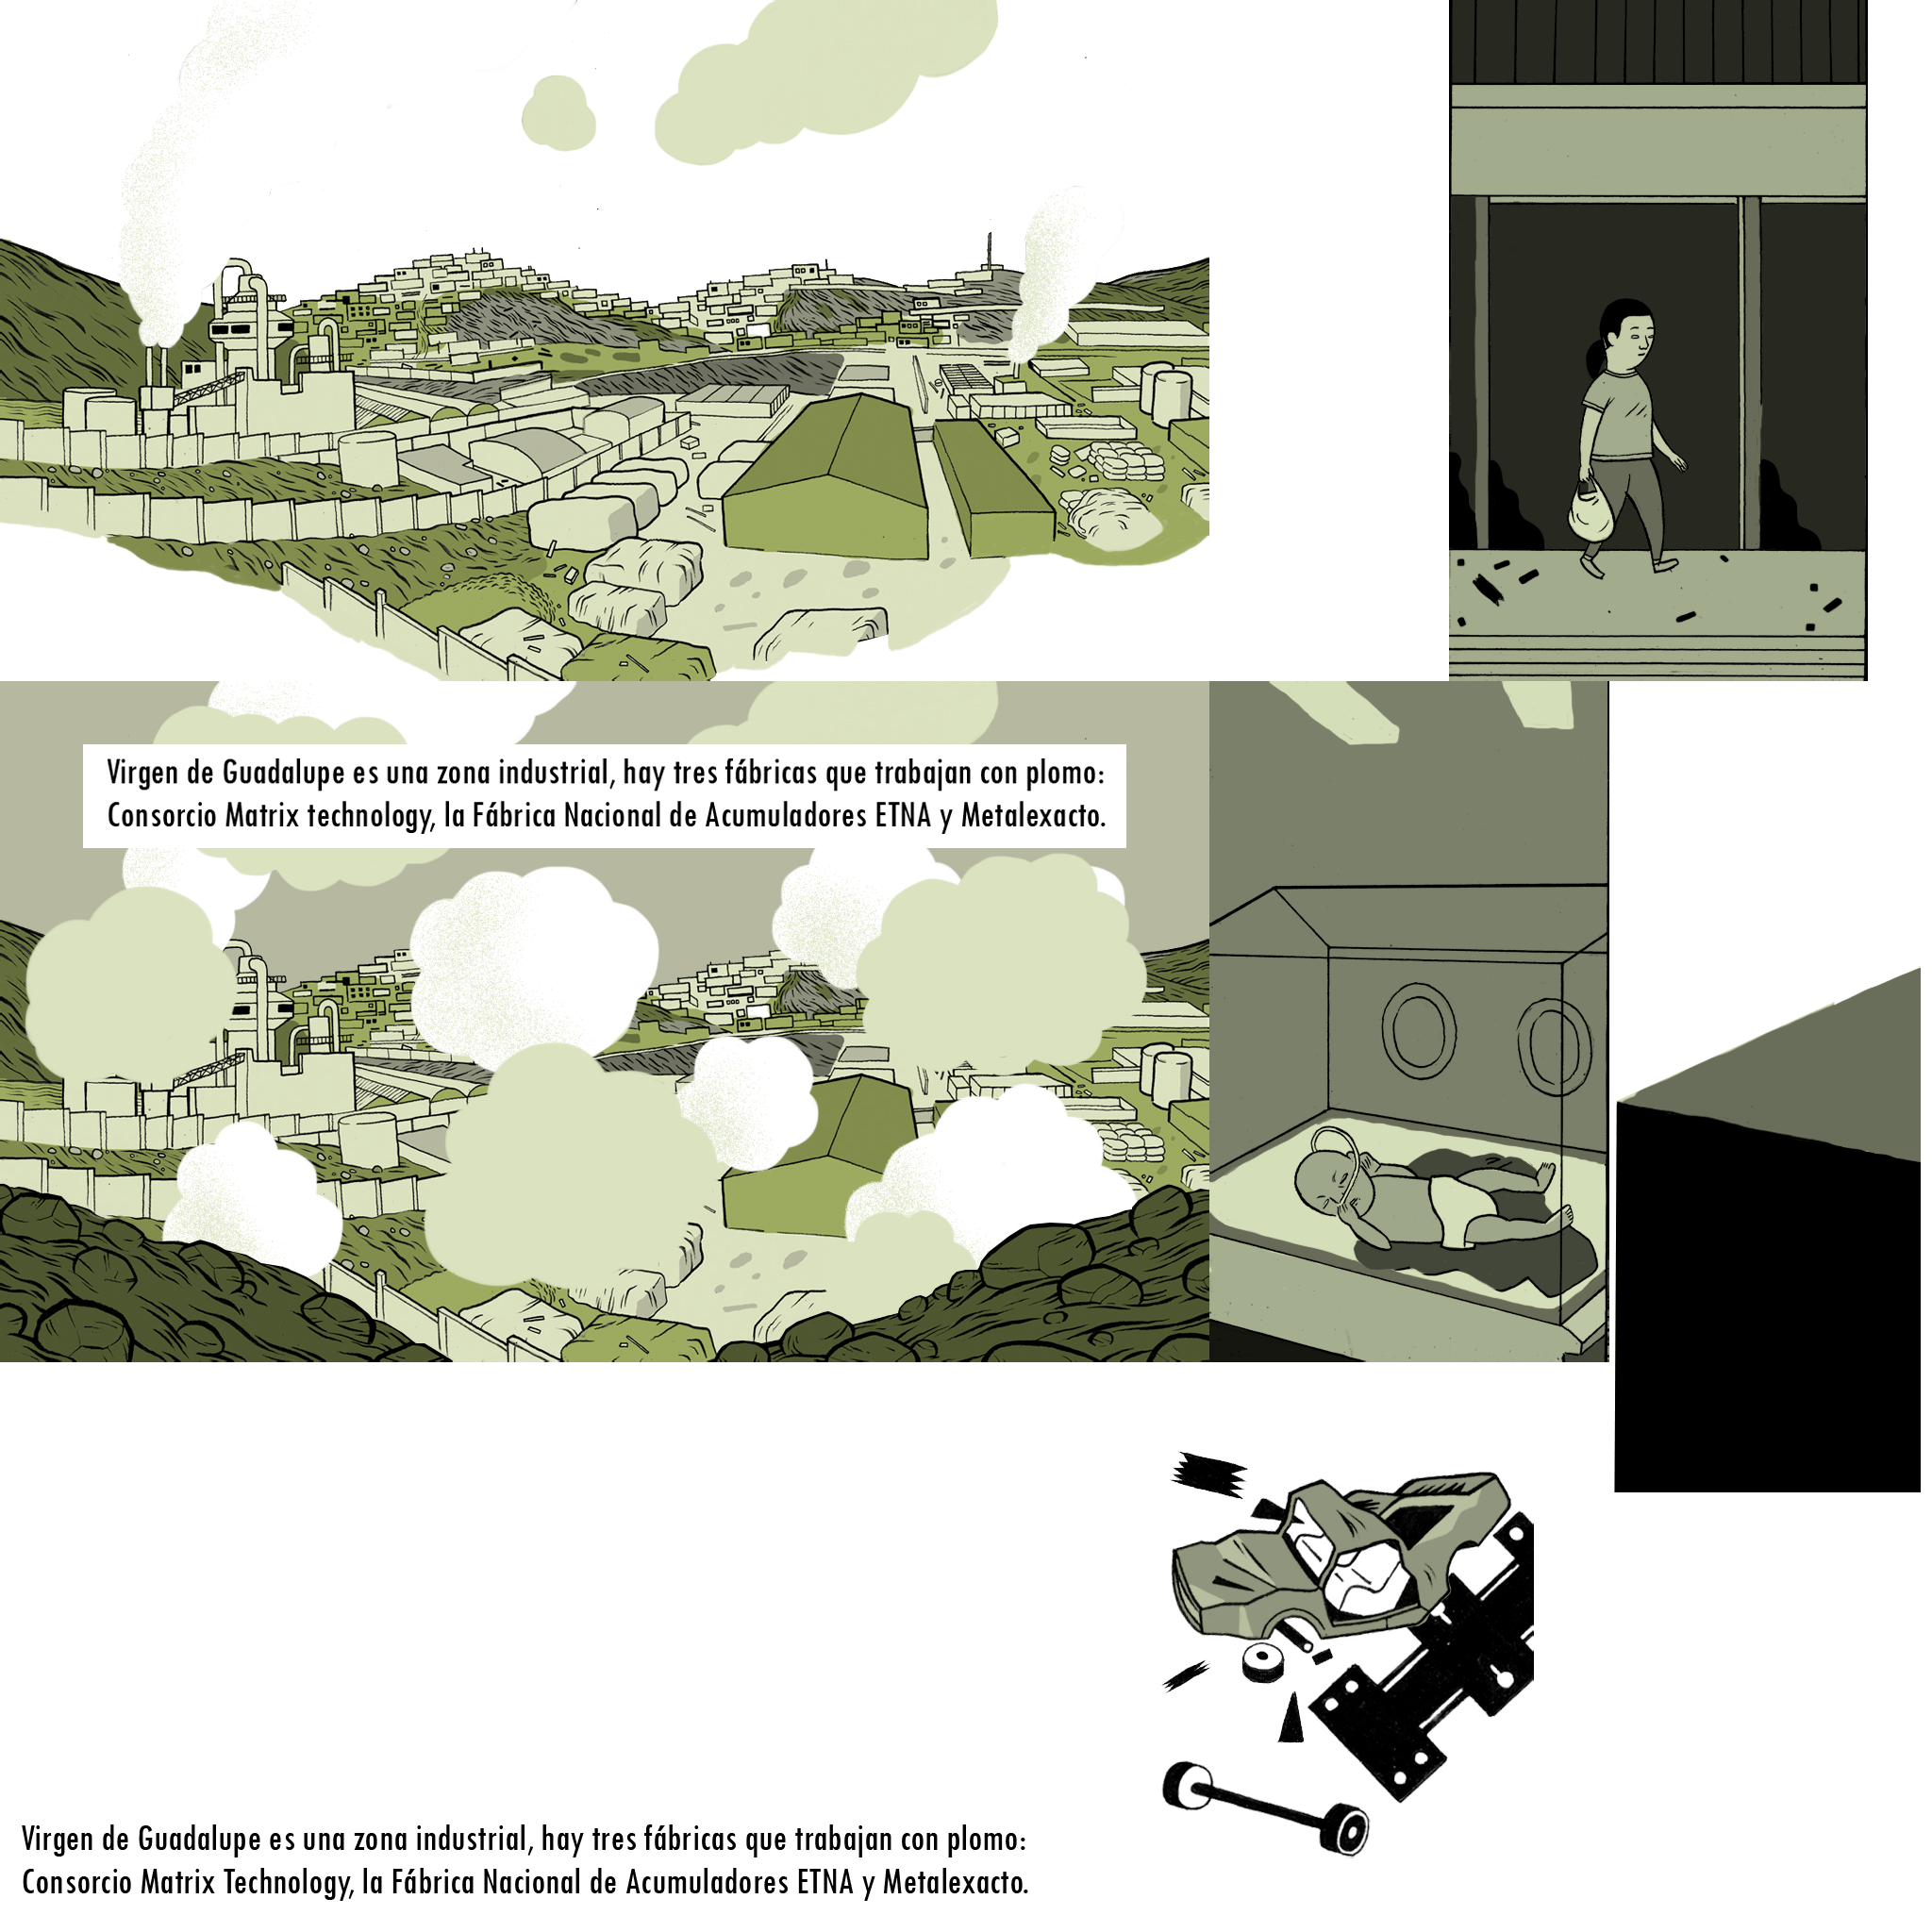 Virgen de Guadalupe es una zona industrial, hay tres fábricas que trabajan con plomo:
Consorcio Matrix technology, la Fábrica Nacional de Acumuladores ETNA y Metalexacto.
Virgen de Guadalupe es una zona industrial, hay tres fábricas que trabajan con plomo:
Consorcio Matrix Technology, la Fábrica Nacional de Acumuladores ETNA y Metalexacto.